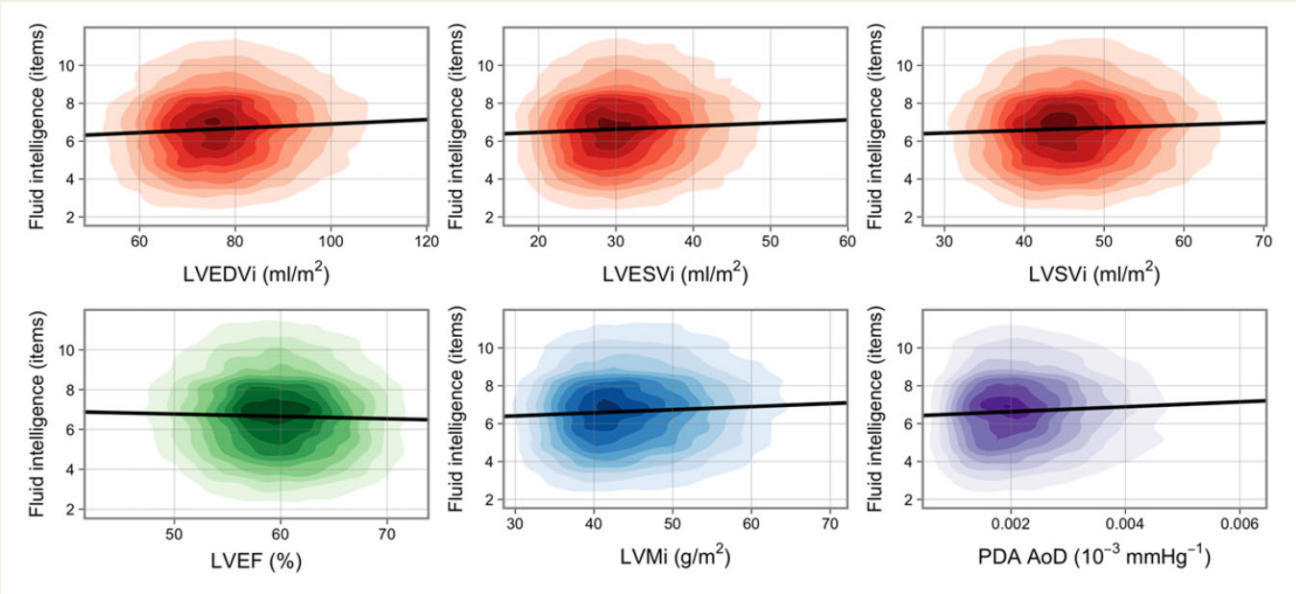 Fluid intelligence (items)
10
8
6
4
2
60 80 100 120
LVEDVi (ml/m²)
Fluid intelligence (items)
10
8
6
4
2
20 30 40 50 60
LVESVi (ml/m²)
Fluid intelligence (items)
10
8
6
4
2
30 40 50 60 70
LVSVi (ml/m²)
Fluid intelligence (items)
10
8
6
4
2
50 60 70
LVEF (%)
Fluid intelligence (items)
10
8
6
4
2
30 40 50 60 70
LVMi (g/m²)
Fluid intelligence (items)
10
8
6
4
2
0.002 0.004 0.006
PDA AoD (10⁻³ mmHg⁻¹)